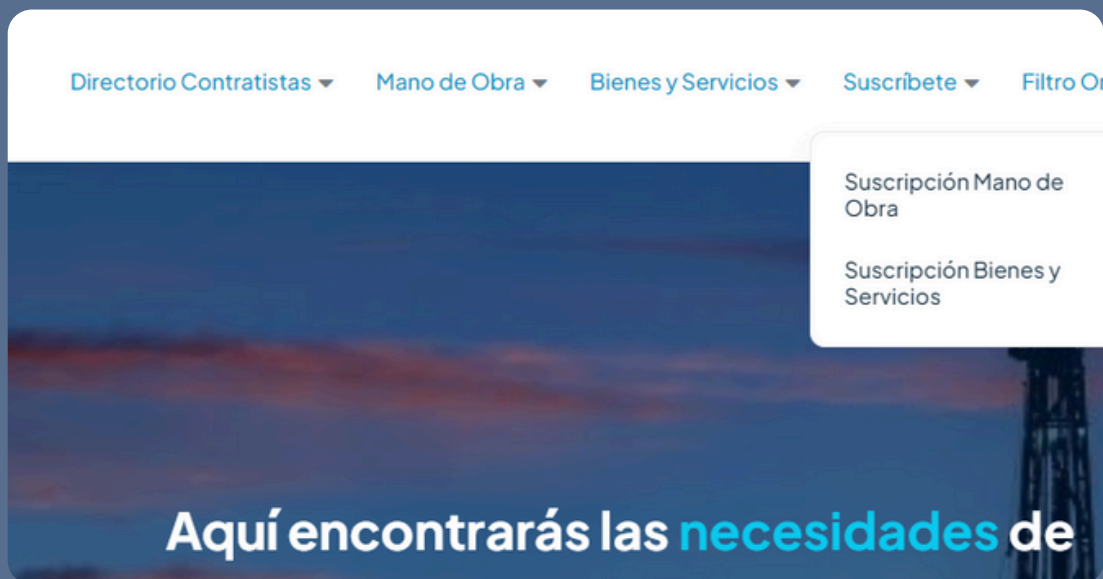 Directorio Contratistas Mano de Obra Bienes y Servicios Suscríbete Filtro
Suscripción Mano de
Obra
Suscripción Bienes y
Servicios
Aquí encontrarás las necesidades de